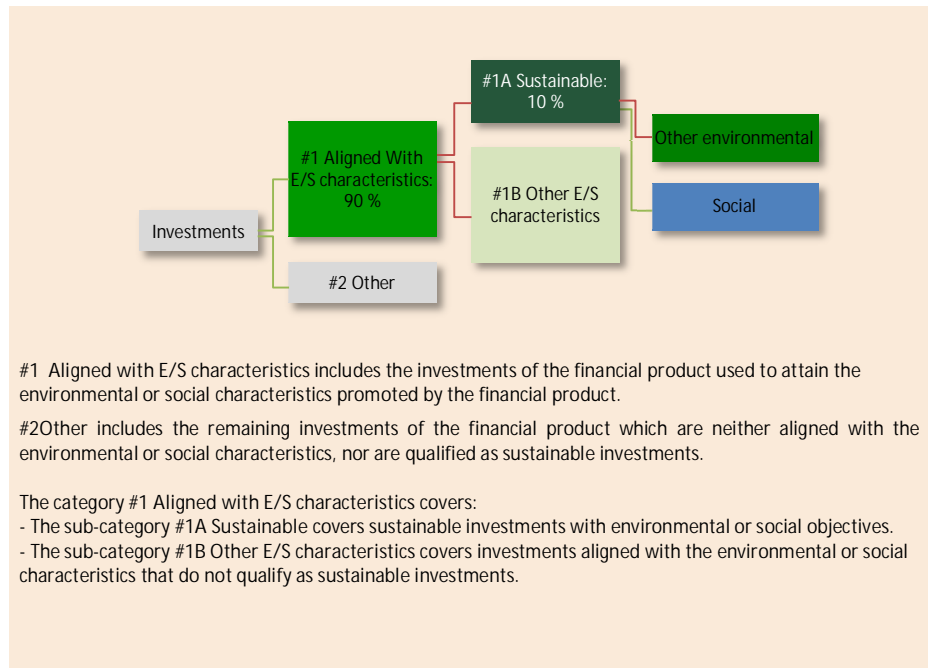 #1A Sustainable:
10 %
Other environmental
#1 Aligned With
E/S characteristics:
90 %
#1B Other E/S
characteristics
Social
Investments
#2 Other
#1 Aligned with E/S characteristics includes the investments of the financial product used to attain the
environmental or social characteristics promoted by the financial product.
#2Other includes the remaining investments of the financial product which are neither aligned with the
environmental or social characteristics, nor are qualified as sustainable investments.
The category #1 Aligned with E/S characteristics covers:
- The sub-category #1A Sustainable covers sustainable investments with environmental or social objectives.
- The sub-category #1B Other E/S characteristics covers investments aligned with the environmental or social
characteristics that do not qualify as sustainable investments.